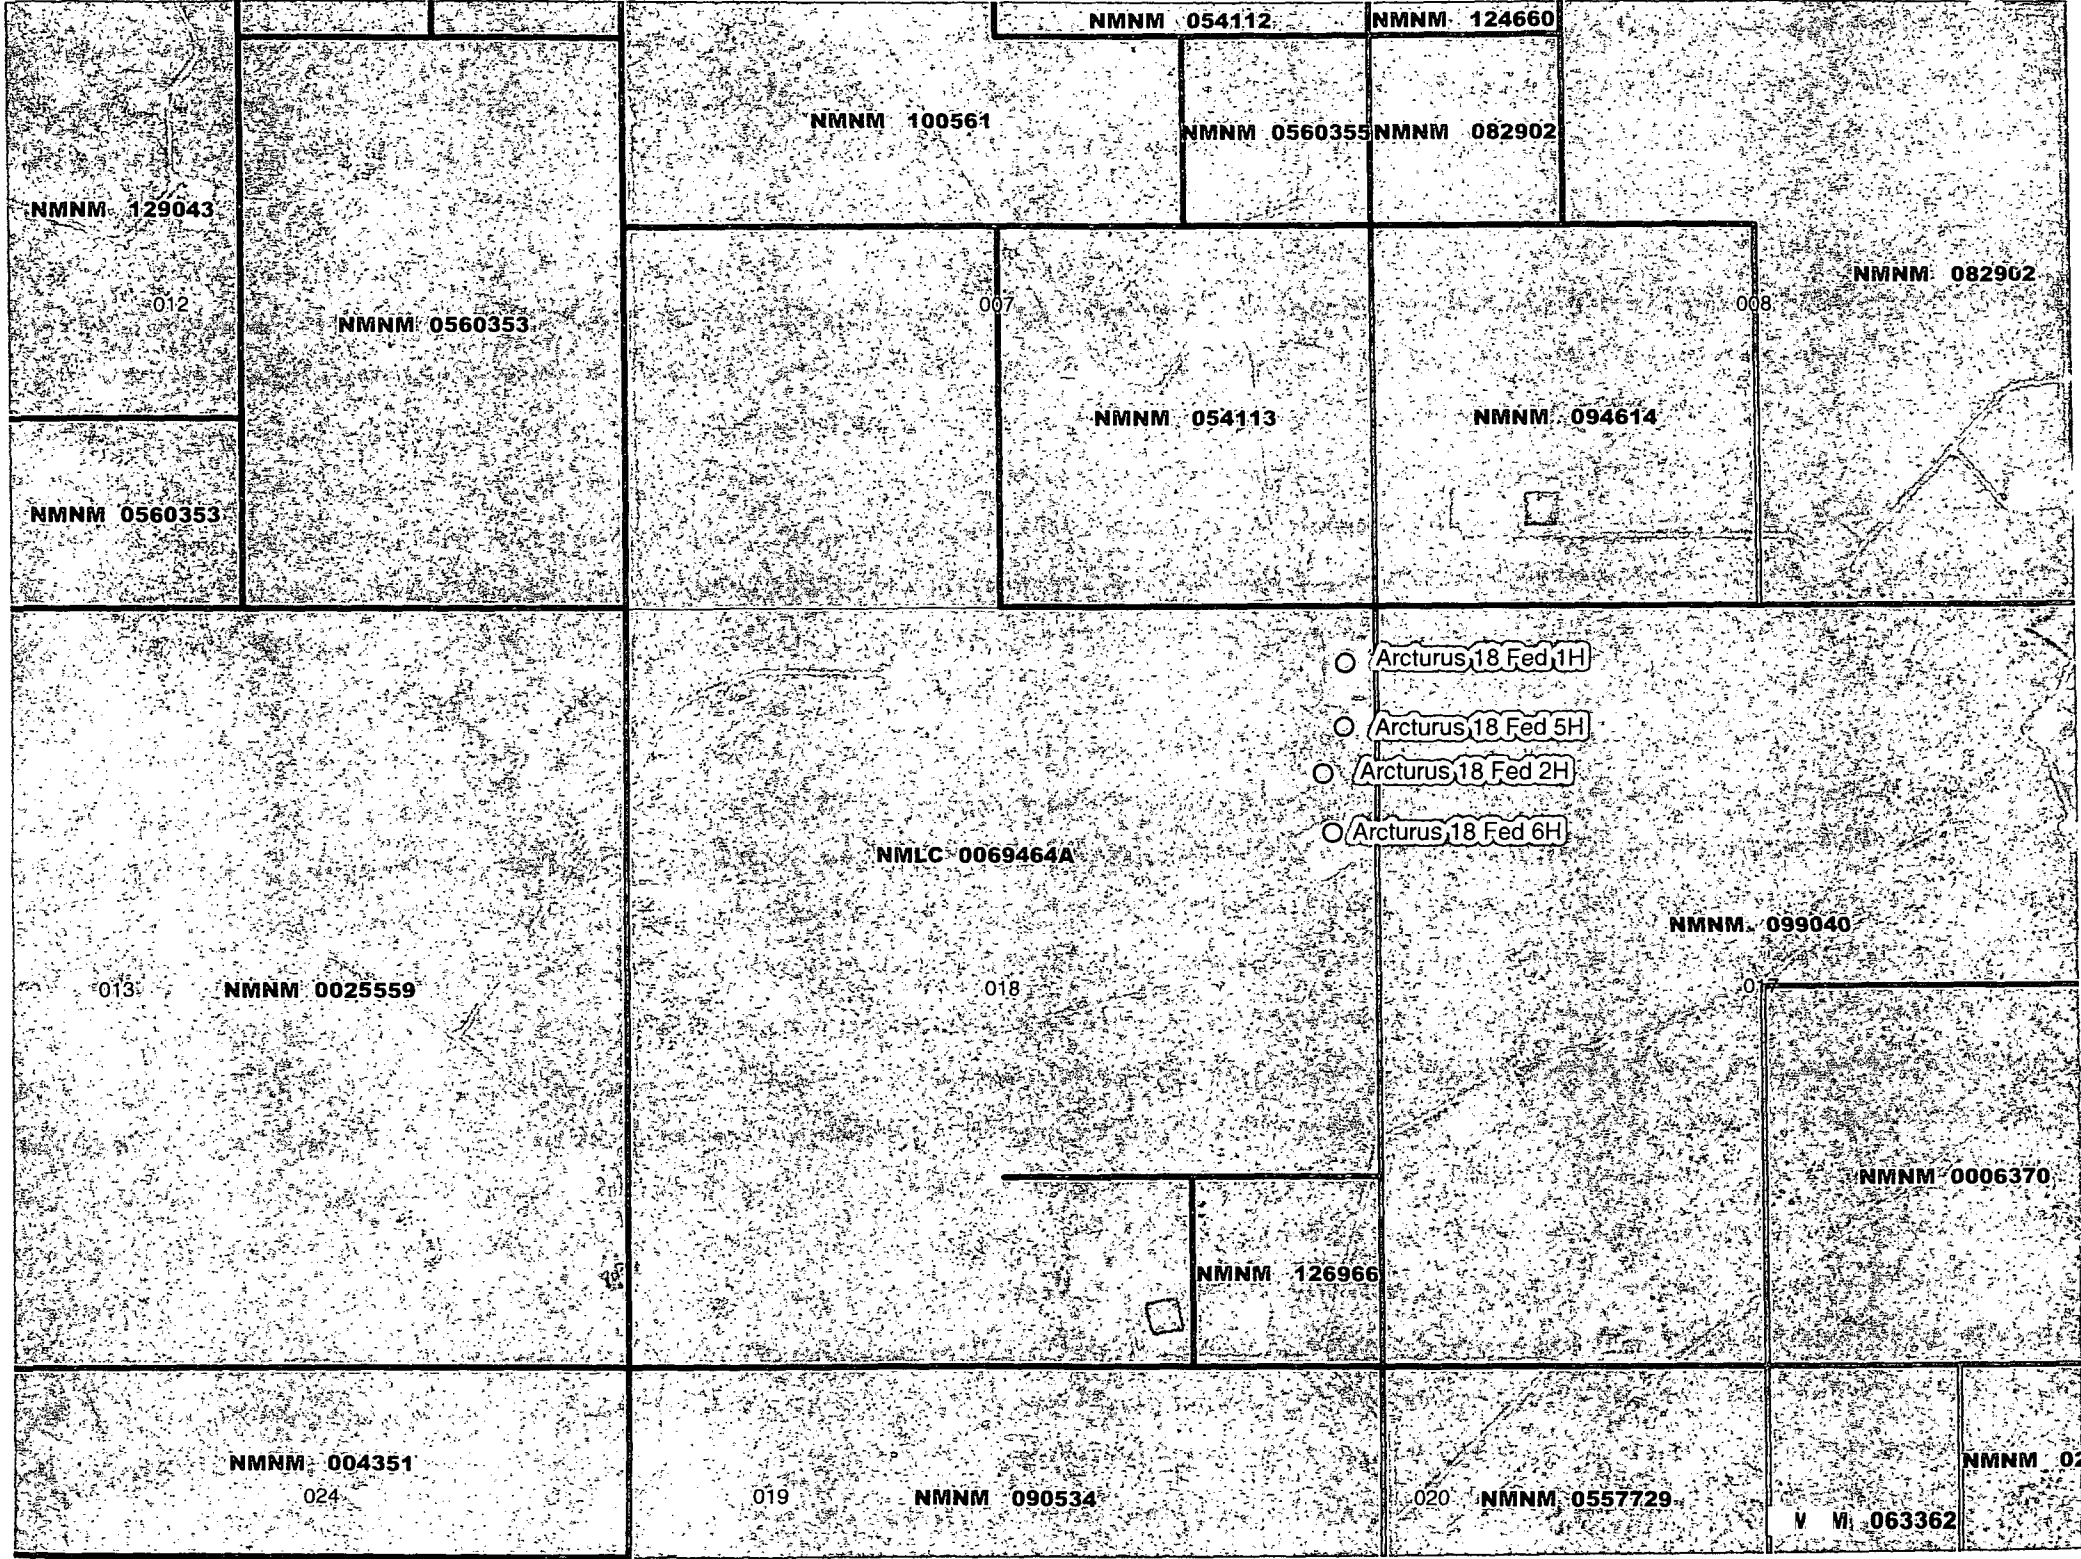 NMNM 054112
NMNM 124660
NMNM 100561
NMNM 0560355
NMNM 082902
NMNM 129043
NMNM 082902
012
007
008
NMNM 0560353
NMNM 054113
NMNM 094614
NMNM 0560353
Arcturus 18 Fed 1H
Arcturus 18 Fed 5H
Arcturus 18 Fed 2H
Arcturus 18 Fed 6H
NMLC 0069464A
NMNM 099040
013
NMNM 0025559
018
017
NMNM 0006370
NMNM 126966
NMNM 004351
024
019
NMNM 090534
020
NMNM 0557729
NMNM 02
M 063362